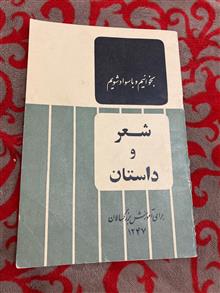 بخوانیم و باسواد شویم
شعر
و
داستان
برای آموزش بزرگسالان
۱۳۴۷